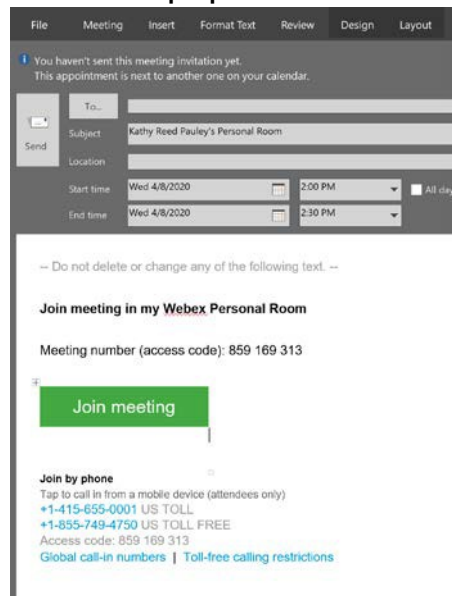 File Meeting Insert Format Text Review Design Layout
You haven't sent this meeting invitation yet.
This appointment is next to another one on your calendar.
To...
Send
Subject Kathy Reed Pauley's Personal Room
Location
Start time Wed 4/8/2020 2:00 PM All day
End time Wed 4/8/2020 2:30 PM
-- Do not delete or change any of the following text. --
Join meeting in my Webex Personal Room
Meeting number (access code): 859 169 313
Join meeting
Join by phone
Tap to call in from a mobile device (attendees only)
+1-415-655-0001 US TOLL
+1-855-749-4750 US TOLL FREE
Access code: 859 169 313
Global call-in numbers | Toll-free calling restrictions